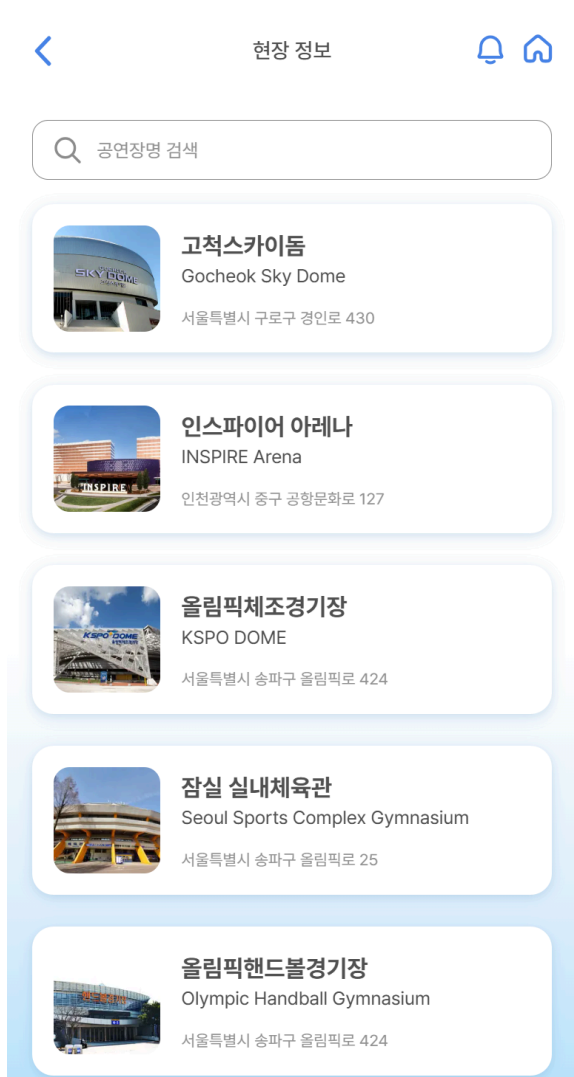 현장 정보
공연장명 검색
SKY DOME
고척스카이돔
Gocheok Sky Dome
서울특별시 구로구 경인로 430
INSPIRE
인스파이어 아레나
INSPIRE Arena
인천광역시 중구 공항문화로 127
KSPO DOME
올림픽체조경기장
KSPO DOME
서울특별시 송파구 올림픽로 424
잠실 실내체육관
Seoul Sports Complex Gymnasium
서울특별시 송파구 올림픽로 25
올림픽핸드볼경기장
Olympic Handball Gymnasium
서울특별시 송파구 올림픽로 424